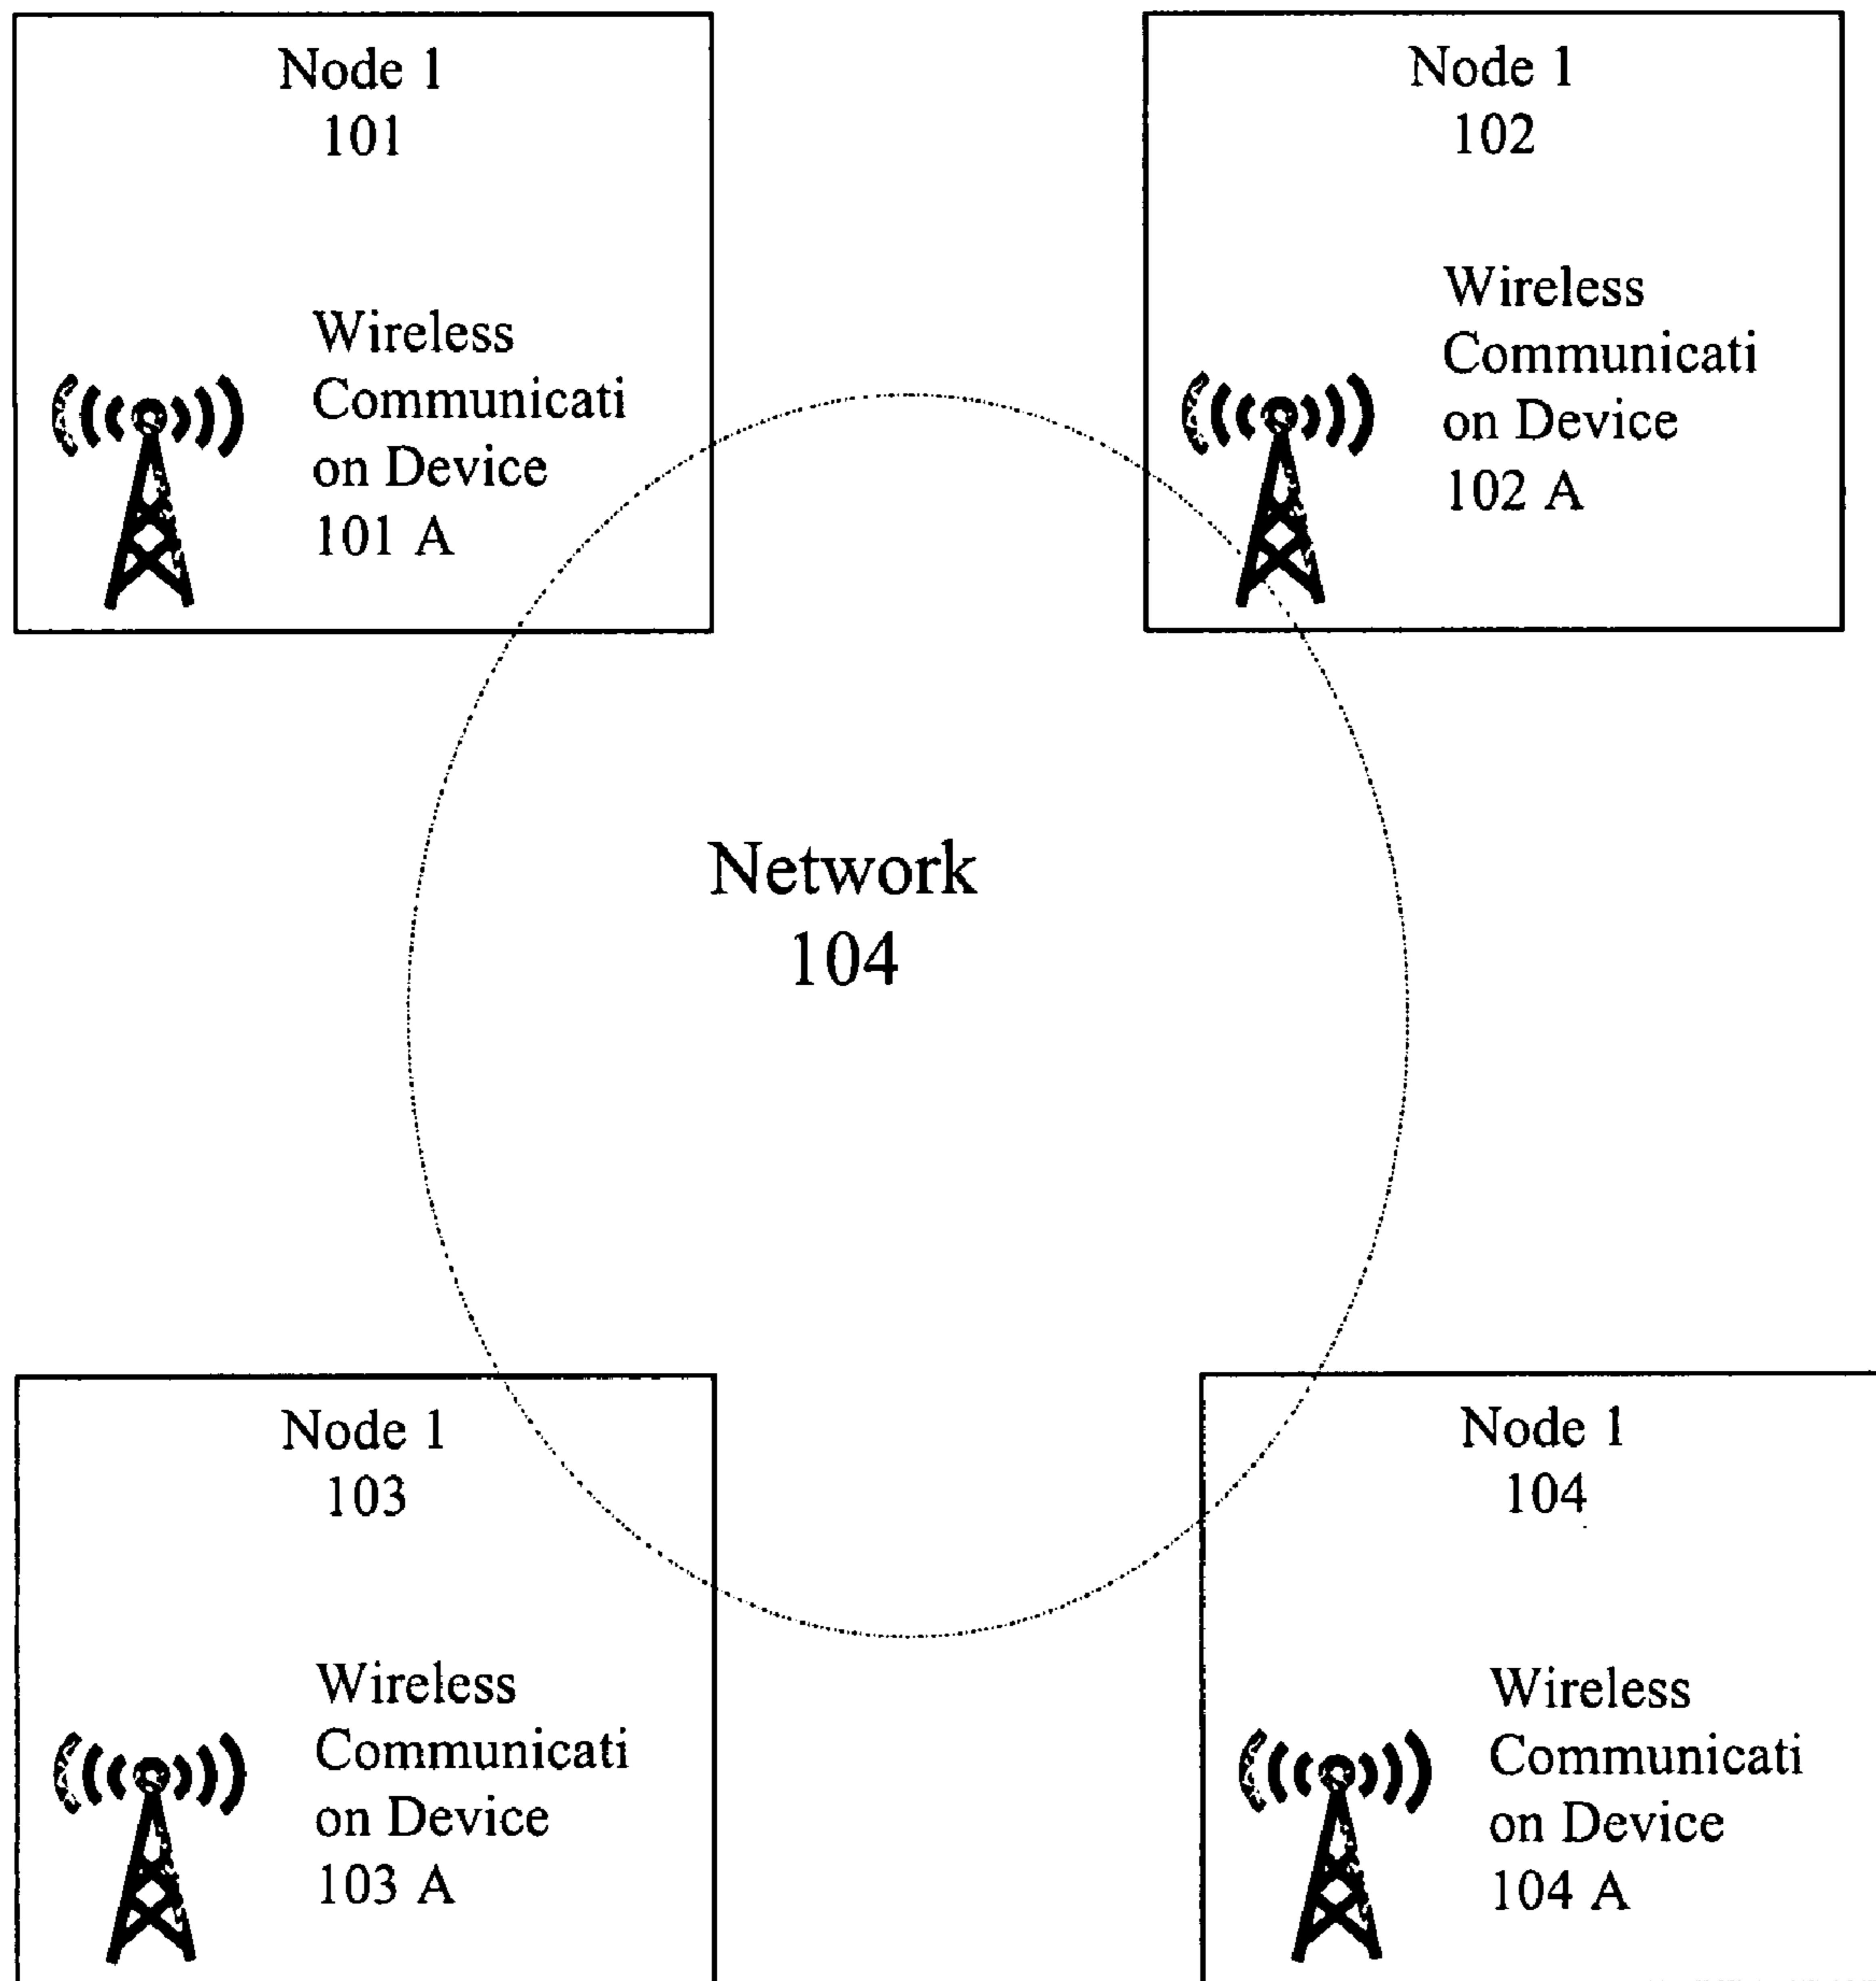 Node 1
101
Wireless
Communicati
on Device
101 A
Node 1
102
Wireless
Communicati
on Device
102 A
Network
104
Node 1
103
Wireless
Communicati
on Device
103 A
Node 1
104
Wireless
Communicati
on Device
104 A